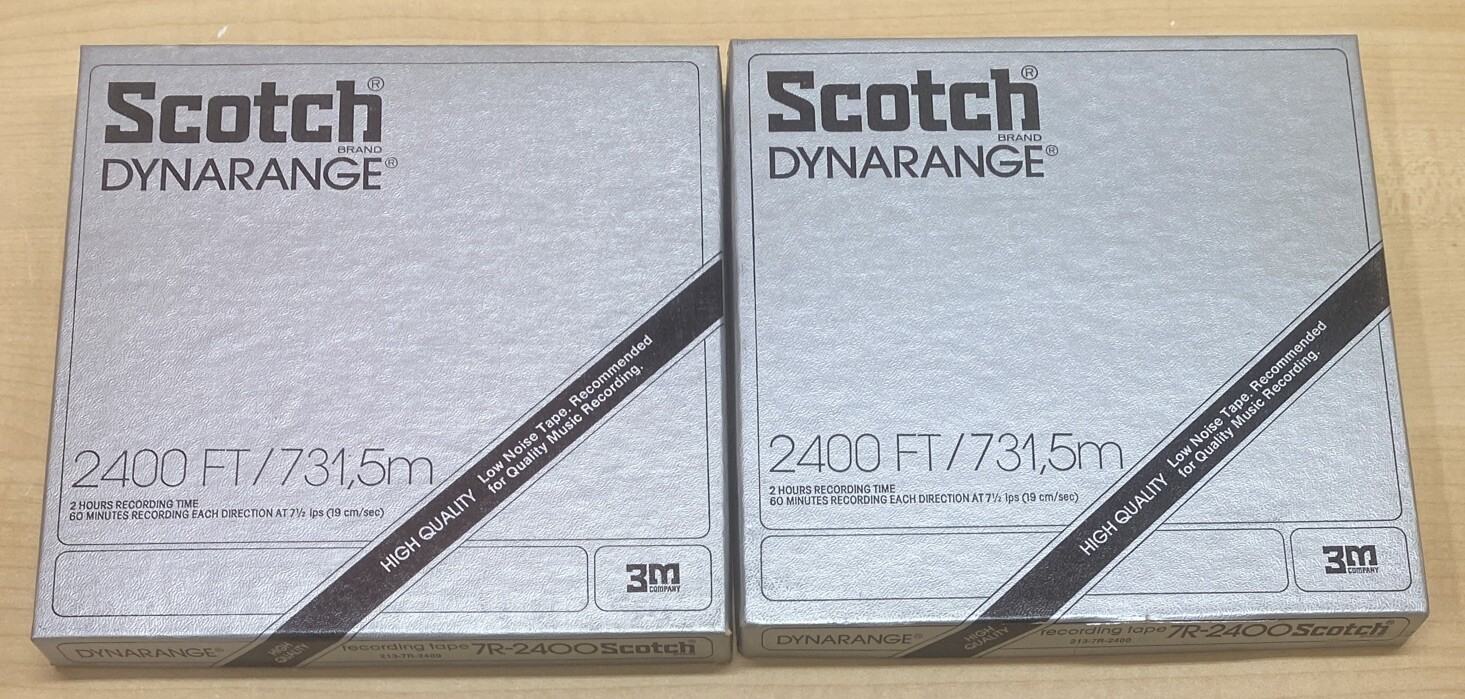 Scotch®
BRAND
DYNARANGE®
2400 FT/731,5m
2 HOURS RECORDING TIME
60 MINUTES RECORDING EACH DIRECTION AT 7½ ips (19 cm/sec)
HIGH QUALITY Low Noise Tape. Recommended
for Quality Music Recording.
3M
COMPANY
DYNARANGE® HIGH QUALITY recording tape 7R-2400 Scotch®
213-7R-2400
Scotch®
BRAND
DYNARANGE®
2400 FT/731,5m
2 HOURS RECORDING TIME
60 MINUTES RECORDING EACH DIRECTION AT 7½ ips (19 cm/sec)
HIGH QUALITY Low Noise Tape. Recommended
for Quality Music Recording.
3M
COMPANY
DYNARANGE® HIGH QUALITY recording tape 7R-2400 Scotch®
213-7R-2400